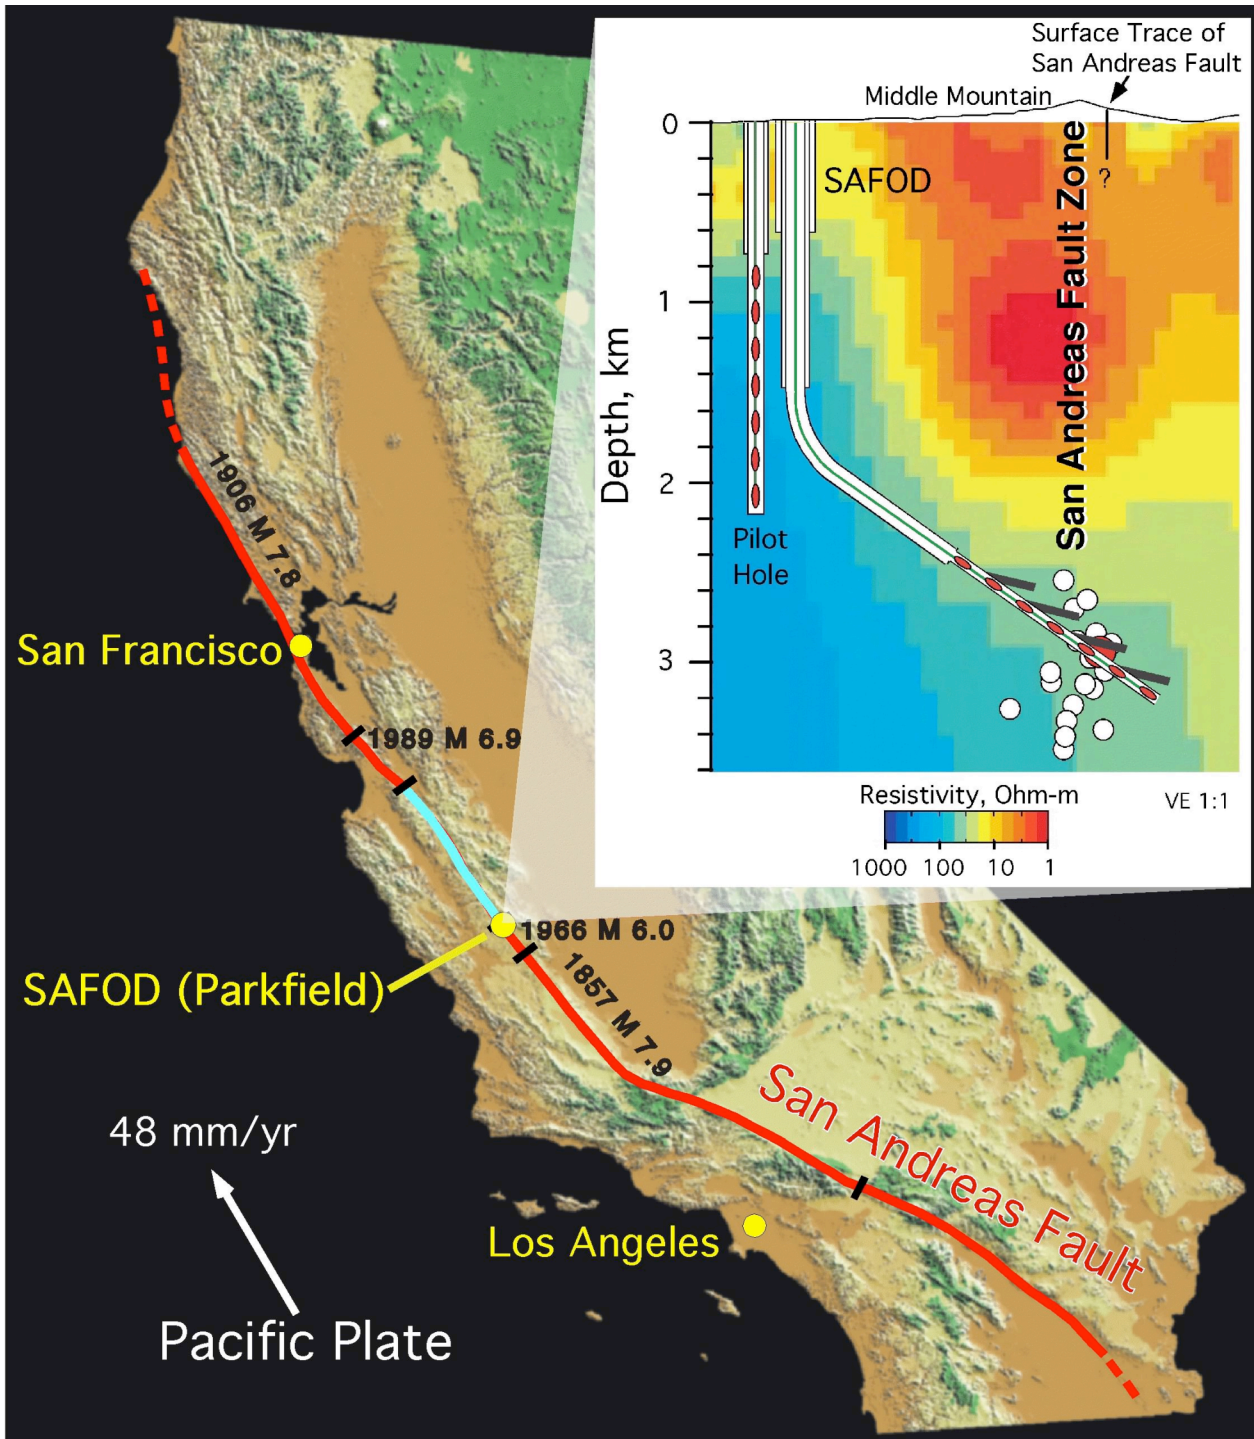 Surface Trace of
San Andreas Fault
Middle Mountain
0
SAFOD
?
San Andreas Fault Zone
1
Depth, km
2
Pilot
Hole
3
Resistivity, Ohm-m
VE 1:1
1000 100 10 1
1906 M 7.8
San Francisco
1989 M 6.9
1966 M 6.0
SAFOD (Parkfield)
1857 M 7.9
San Andreas Fault
48 mm/yr
Los Angeles
Pacific Plate